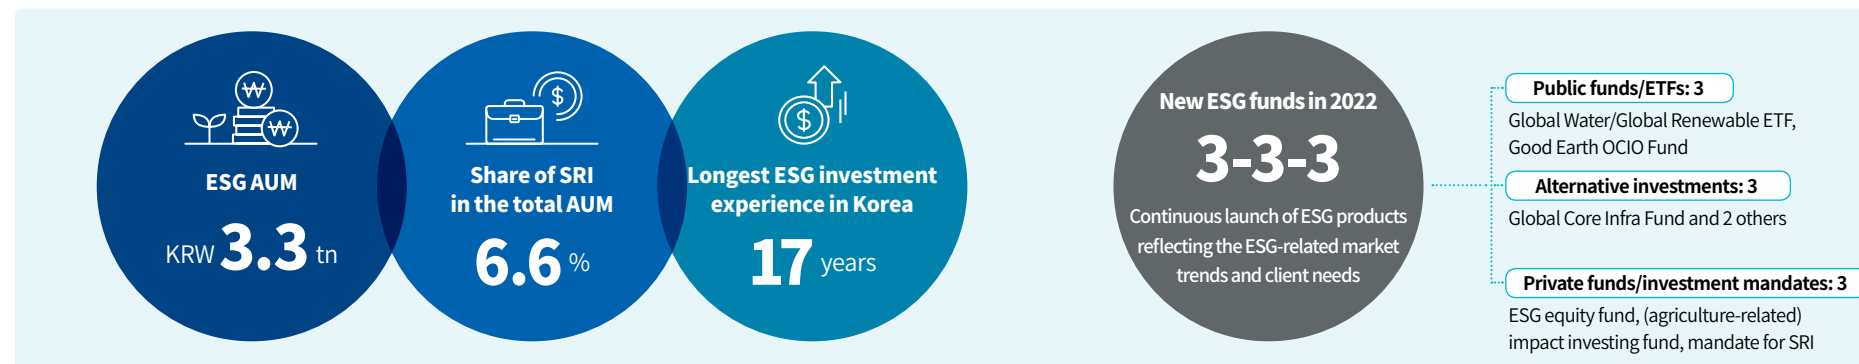 ESG AUM
KRW 3.3 tn
Share of SRI
in the total AUM
6.6 %
Longest ESG investment
experience in Korea
17 years
New ESG funds in 2022
3-3-3
Continuous launch of ESG products
reflecting the ESG-related market
trends and client needs
Public funds/ETFs: 3
Global Water/Global Renewable ETF,
Good Earth OCIO Fund
Alternative investments: 3
Global Core Infra Fund and 2 others
Private funds/investment mandates: 3
ESG equity fund, (agriculture-related)
impact investing fund, mandate for SRI